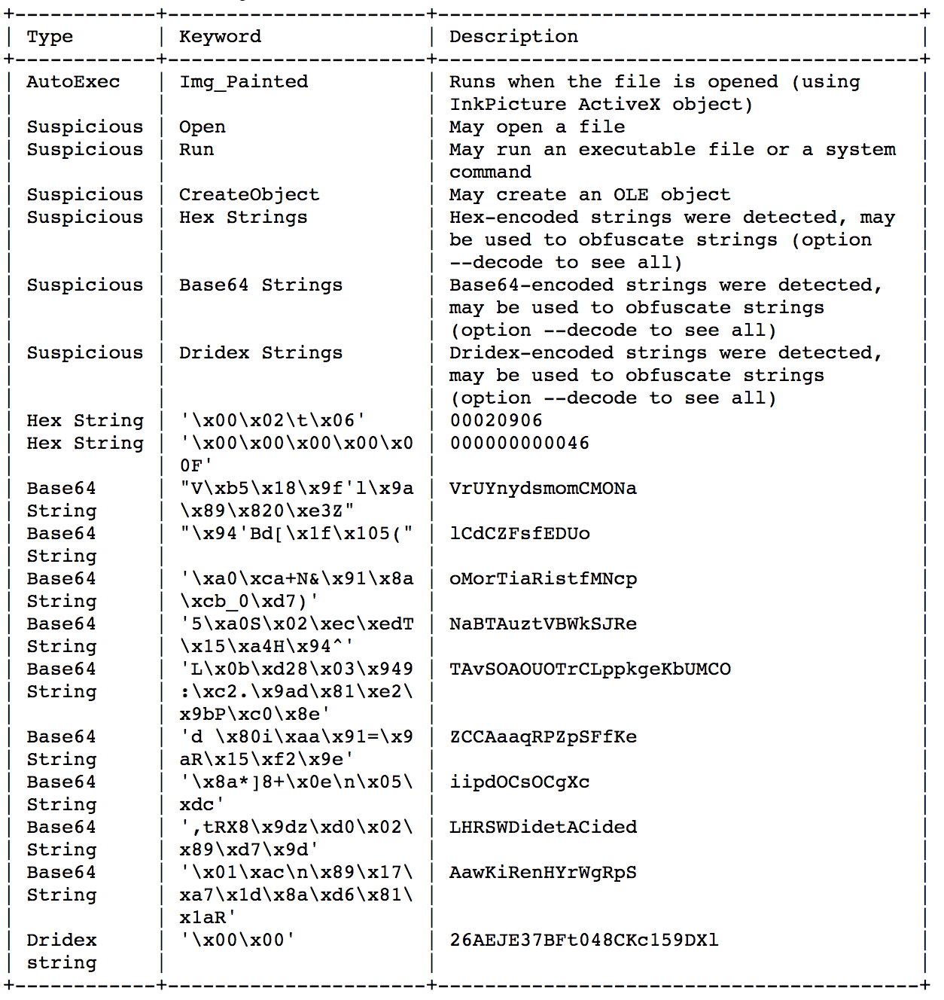 +------------+----------------------+-----------------------------------------+
| Type       | Keyword              | Description                             |
+------------+----------------------+-----------------------------------------+
| AutoExec   | Img_Painted          | Runs when the file is opened (using     |
|            |                      | InkPicture ActiveX object)              |
| Suspicious | Open                 | May open a file                         |
| Suspicious | Run                  | May run an executable file or a system  |
|            |                      | command                                 |
| Suspicious | CreateObject         | May create an OLE object                |
| Suspicious | Hex Strings          | Hex-encoded strings were detected, may  |
|            |                      | be used to obfuscate strings (option    |
|            |                      | --decode to see all)                    |
| Suspicious | Base64 Strings       | Base64-encoded strings were detected,   |
|            |                      | may be used to obfuscate strings        |
|            |                      | (option --decode to see all)            |
| Suspicious | Dridex Strings       | Dridex-encoded strings were detected,   |
|            |                      | may be used to obfuscate strings        |
|            |                      | (option --decode to see all)            |
| Hex String | '\x00\x02\t\x06'     | 00020906                                |
| Hex String | '\x00\x00\x00\x00\x0 | 000000000046                            |
|            | 0F'                  |                                         |
| Base64     | "V\xb5\x18\x9f'l\x9a | VrUYnydsmomCMONa                        |
| String     | \x89\x820\xe3Z"      |                                         |
| Base64     | "\x94'Bd[\x1f\x105(" | lCdCZFsfEDUo                            |
| String     |                      |                                         |
| Base64     | '\xa0\xca+N&\x91\x8a | oMorTiaRistfMNcp                        |
| String     | \xcb_0\xd7)'         |                                         |
| Base64     | '5\xa0S\x02\xec\xedT | NaBTAuztVBWkSJRe                        |
| String     | \x15\xa4H\x94^'      |                                         |
| Base64     | 'L\x0b\xd28\x03\x949 | TAvSOAOUOTrCLppkgeKbUMCO                |
| String     | :\xc2.\x9ad\x81\xe2\ |                                         |
|            | x9bP\xc0\x8e'        |                                         |
| Base64     | 'd \x80i\xaa\x91=\x9 | ZCCAaaqRPZpSFfKe                        |
| String     | aR\x15\xf2\x9e'      |                                         |
| Base64     | '\x8a*]8+\x0e\n\x05\ | iipdOCsOCgXc                            |
| String     | xdc'                 |                                         |
| Base64     | ',tRX8\x9dz\xd0\x02\ | LHRSWDidetACided                        |
| String     | x89\xd7\x9d'         |                                         |
| Base64     | '\x01\xac\n\x89\x17\ | AawKiRenHYrWgRpS                        |
| String     | xa7\x1d\x8a\xd6\x81\ |                                         |
|            | x1aR'                |                                         |
| Dridex     | '\x00\x00'           | 26AEJE37BFt048CKc159DXl                 |
| string     |                      |                                         |
+------------+----------------------+-----------------------------------------+